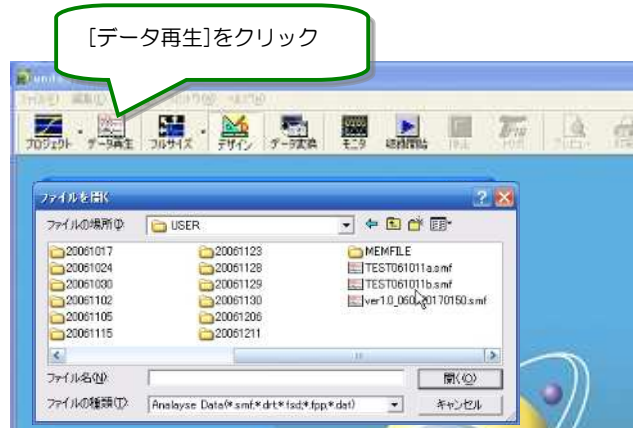 [データ再生]をクリック
プロジェクト データ再生 フルサイズ デザイン データ変換 モニタ 収録開始
ファイルを開く
ファイルの場所(I): USER
20061017 20061123 MEMFILE
20061024 20061128 TEST061011a.smf
20061030 20061129 TEST061011b.smf
20061102 20061130
20061105 20061206
20061115 20061211
ファイル名(N): 開く(O)
ファイルの種類(T): Analayse Data(*.smf;*.drt;*.fsd;*.fpp;*.dat) キャンセル